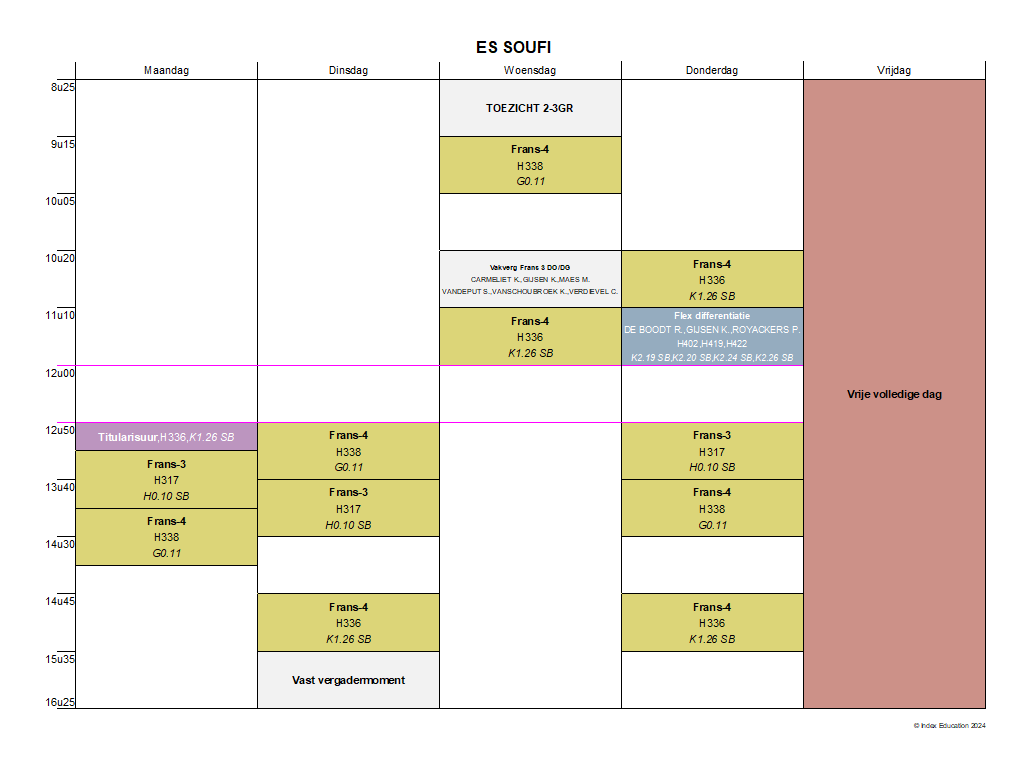 ES SOUFI
Maandag
Dinsdag
Woensdag
Donderdag
Vrijdag
8u25
9u15
10u05
10u20
11u10
12u00
12u50
13u40
14u30
14u45
15u35
16u25
Titularisuur,H336,K1.26 SB
Frans-3
H317
H0.10 SB
Frans-4
H338
G0.11
Frans-4
H338
G0.11
Frans-3
H317
H0.10 SB
Frans-4
H336
K1.26 SB
Vast vergadermoment
TOEZICHT 2-3GR
Frans-4
H338
G0.11
Vakverg Frans 3 DO/DG
CARMELIET K.,GIJSEN K.,MAES M.
VANDEPUT S.,VANSCHOUBROEK K.,VERDIEVEL C.
Frans-4
H336
K1.26 SB
Frans-4
H336
K1.26 SB
Flex differentiatie
DE BOODT R.,GIJSEN K.,ROYACKERS P.
H402,H419,H422
K2.19 SB,K2.20 SB,K2.24 SB,K2.26 SB
Frans-3
H317
H0.10 SB
Frans-4
H338
G0.11
Frans-4
H336
K1.26 SB
Vrije volledige dag
© Index Education 2024